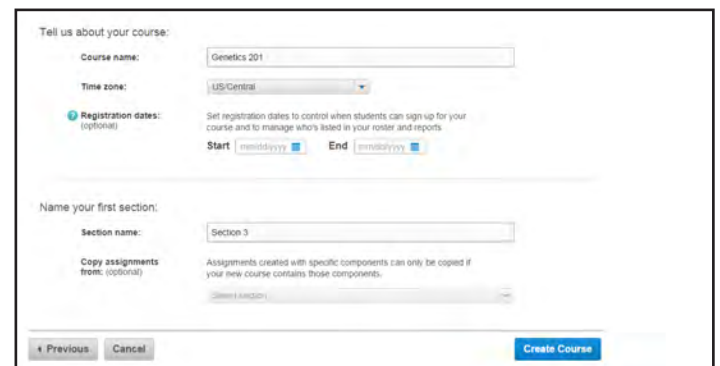 Tell us about your course:
Course name: Genetics 201
Time zone: US/Central
? Registration dates: Set registration dates to control when students can sign up for your
(optional) course and to manage who's listed in your roster and reports
Start mm/dd/yyyy End mm/dd/yyyy
Name your first section:
Section name: Section 3
Copy assignments Assignments created with specific components can only be copied if
from: (optional) your new course contains those components.
Select section
Previous Cancel Create Course